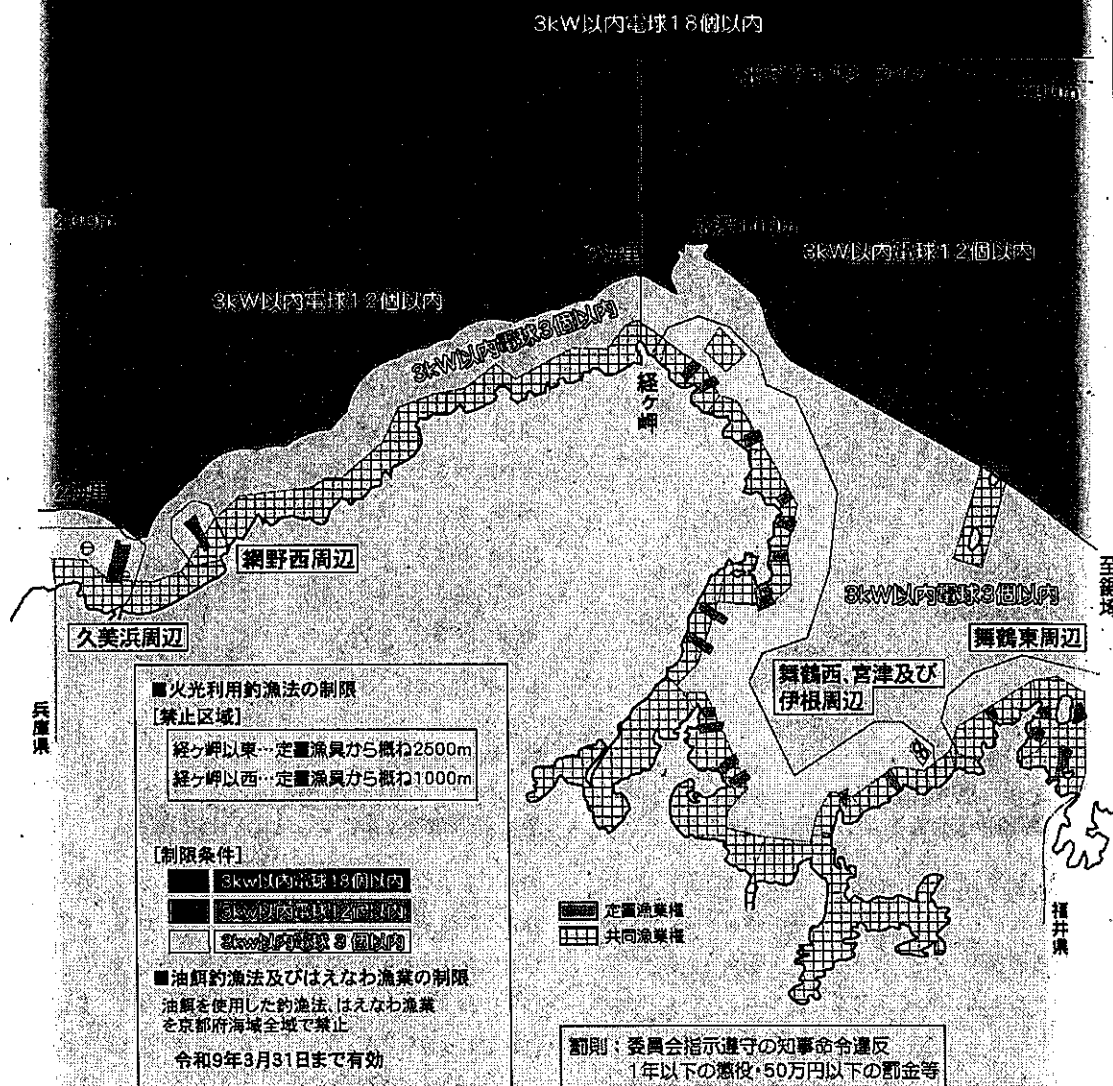 3kW以内電球18個以内
200m
3kW以内電球12個以内
3kW以内電球12個以内
3kW以内電球3個以内
経ヶ岬
網野西周辺
久美浜周辺
3kW以内電球3個以内
舞鶴東周辺
舞鶴西、宮津及び
伊根周辺
兵庫県
福井県
■火光利用釣漁法の制限
[禁止区域]
経ヶ岬以東…定置漁具から概ね2500m
経ヶ岬以西…定置漁具から概ね1000m
[制限条件]
3kw以内電球18個以内
3kw以内電球12個以内
3kw以内電球3個以内
■油餌釣漁法及びはえなわ漁業の制限
油餌を使用した釣漁法、はえなわ漁業
を京都府海域全域で禁止
令和9年3月31日まで有効
定置漁業権
共同漁業権
罰則：委員会指示遵守の知事命令違反
1年以下の懲役・50万円以下の罰金等